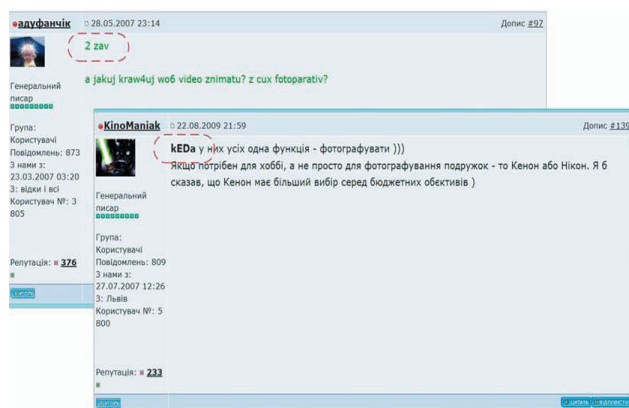 адуфанчік 28.05.2007 23:14 Допис #97
2 zav
a jakuj kraw4uj wo6 video znimatu? z cux fotoparativ?
Генеральний
писар
Група:
Користувачі
Повідомлень: 873
З нами з:
23.03.2007 03:20
З: відки і всі
Користувач №: 3
805
Репутація: 376
KinoManiak 22.08.2009 21:59 Допис #139
kEDa у них усіх одна функція - фотографувати )))
Якщо потрібен для хоббі, а не просто для фотографування подружок - то Кенон або Нікон. Я б
сказав, що Кенон має більший вибір серед бюджетних обєктивів )
Генеральний
писар
Група:
Користувачі
Повідомлень: 809
З нами з:
27.07.2007 12:26
З: Львів
Користувач №: 5
800
Репутація: 233
ЦИТАТА ВІДПОВІСТИ